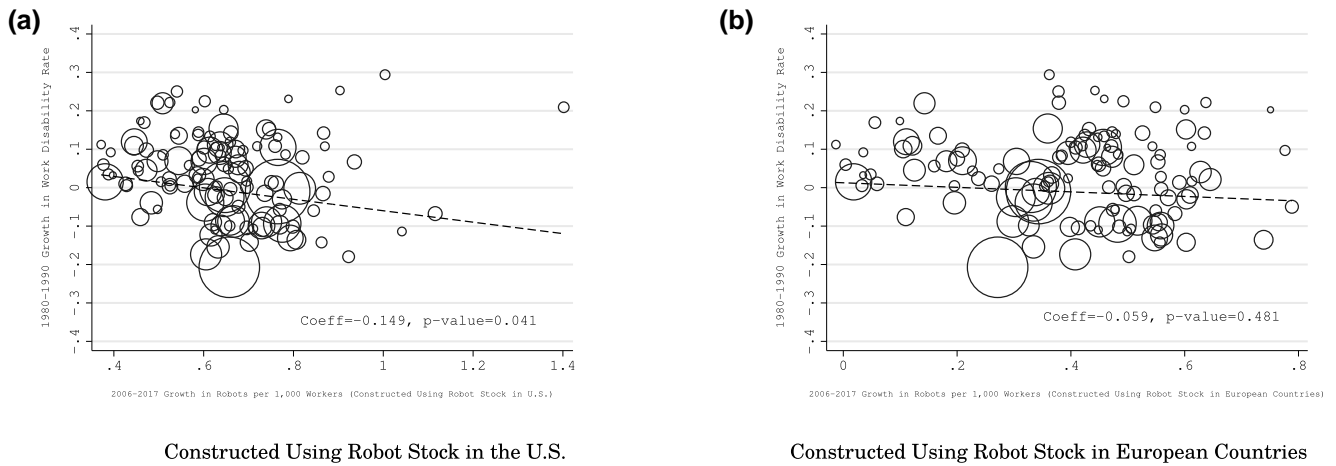 (a)
1980-1990 Growth in Work Disability Rate
.4
.3
.2
.1
0
-.1
-.2
-.3
-.4
Coeff=-0.149, p-value=0.041
.4 .6 .8 1 1.2 1.4
2006-2017 Growth in Robots per 1,000 Workers (Constructed Using Robot Stock in U.S.)
Constructed Using Robot Stock in the U.S.
(b)
1980-1990 Growth in Work Disability Rate
.4
.3
.2
.1
0
-.1
-.2
-.3
-.4
Coeff=-0.059, p-value=0.481
0 .2 .4 .6 .8
2006-2017 Growth in Robots per 1,000 Workers (Constructed Using Robot Stock in European Countries)
Constructed Using Robot Stock in European Countries